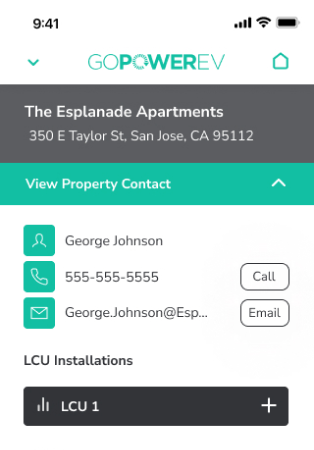 9:41
GOPOWEREV
The Esplanade Apartments
350 E Taylor St, San Jose, CA 95112
View Property Contact
George Johnson
555-555-5555
Call
George.Johnson@Esp...
Email
LCU Installations
LCU 1